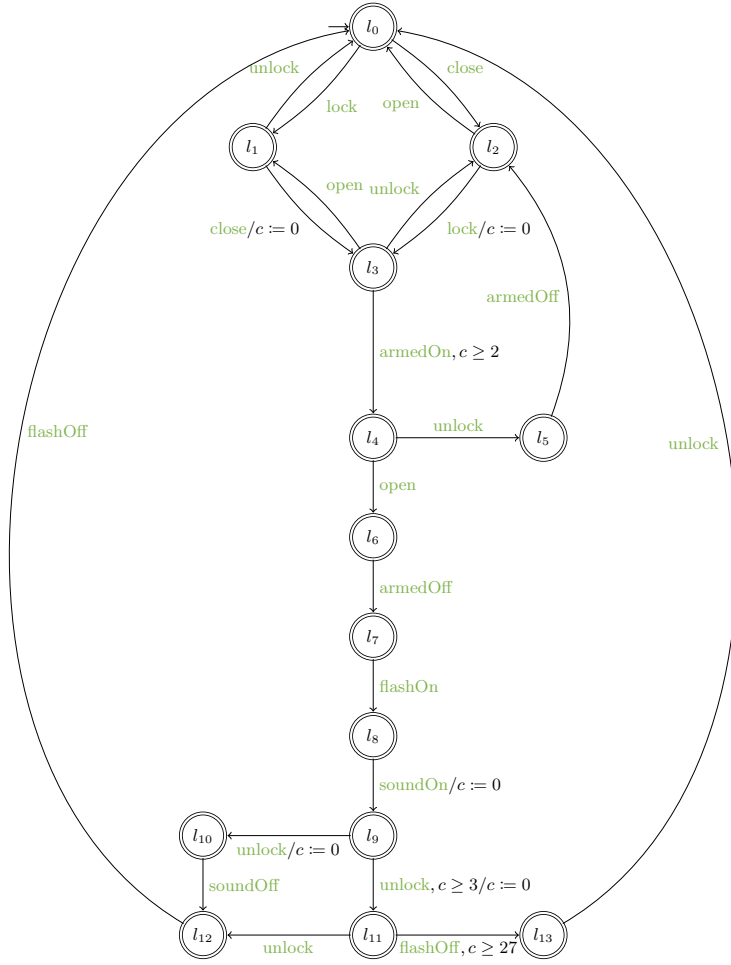 l₀
unlock
close
lock
open
l₁
l₂
open
unlock
close/c ≔ 0
lock/c ≔ 0
l₃
armedOff
armedOn, c ≥ 2
l₄
unlock
l₅
flashOff
unlock
open
l₆
armedOff
l₇
flashOn
l₈
soundOn/c ≔ 0
l₁₀
l₉
unlock/c ≔ 0
soundOff
unlock, c ≥ 3/c ≔ 0
l₁₂
l₁₁
l₁₃
unlock
flashOff, c ≥ 27